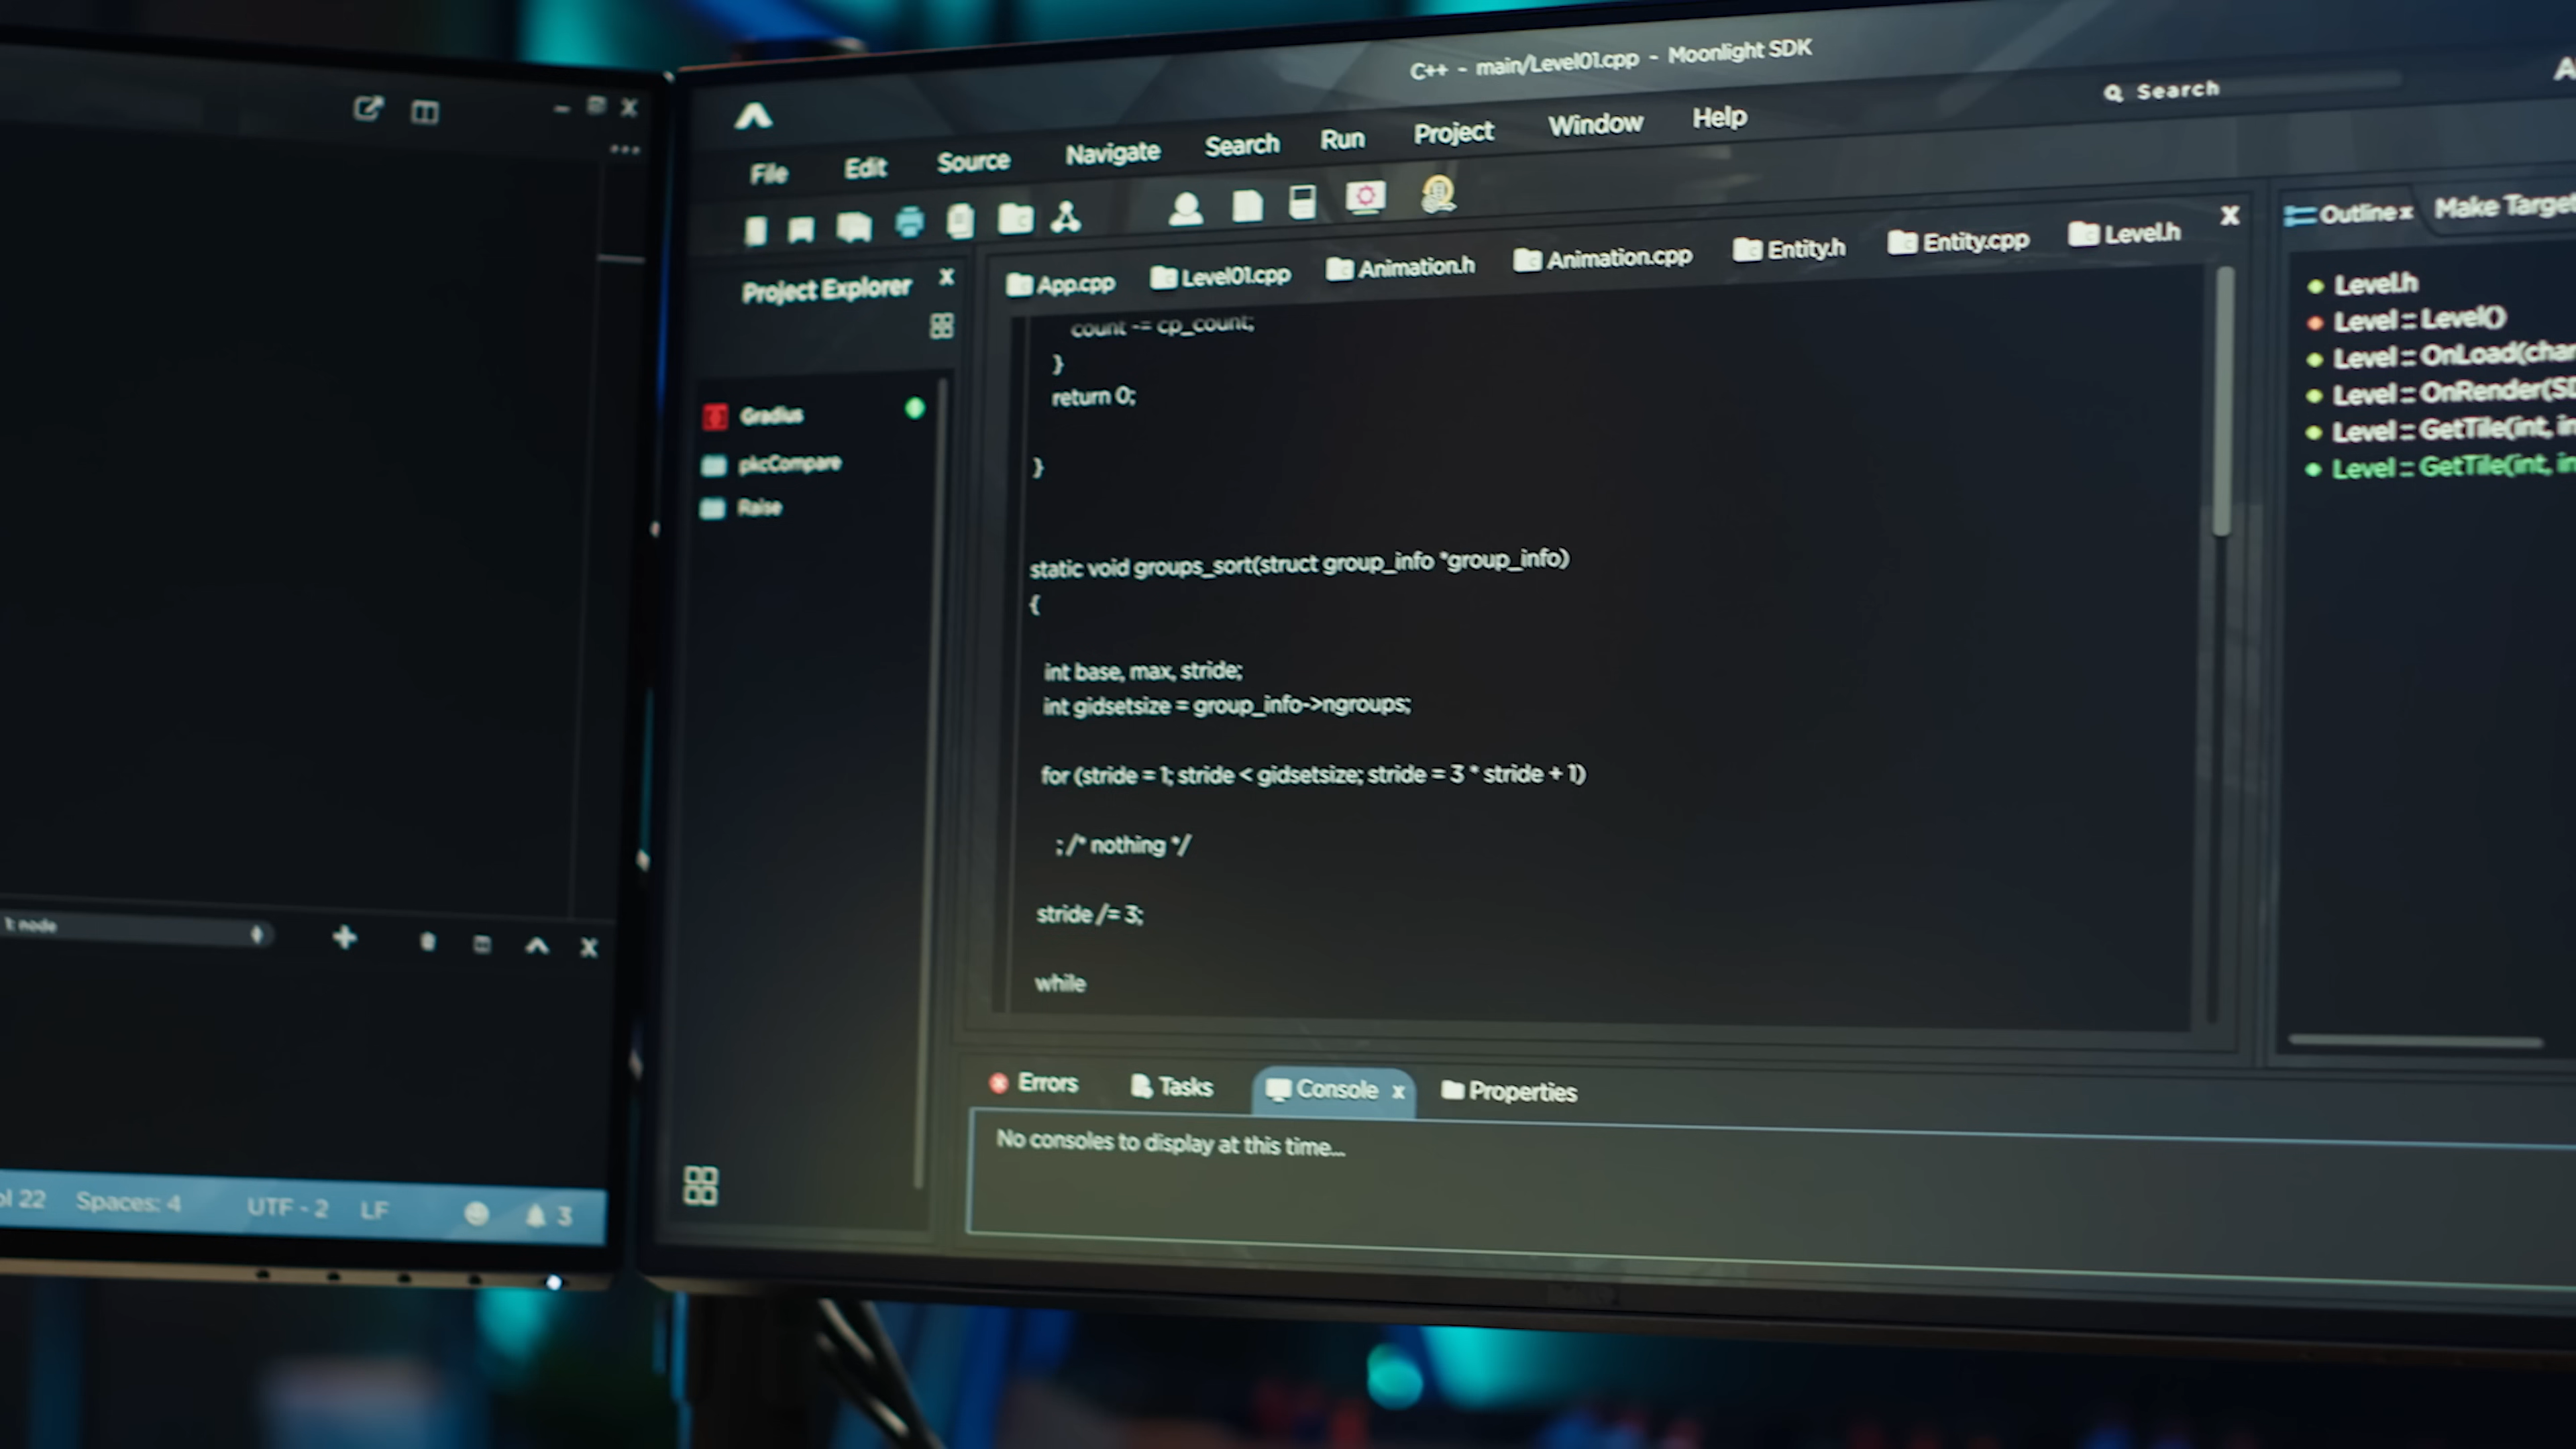 C++ - main/Level01.cpp - Moonlight SDK
Search
File Edit Source Navigate Search Run Project Window Help
Project Explorer x
App.cpp Level01.cpp Animation.h Animation.cpp Entity.h Entity.cpp Level.h x
Outline x Make Target
Gradius
pkcCompare
Raise
count -= cp_count;
}
return 0;
}
static void groups_sort(struct group_info *group_info)
{
int base, max, stride;
int gidsetsize = group_info->ngroups;
for (stride = 1; stride < gidsetsize; stride = 3 * stride + 1)
; /* nothing */
stride /= 3;
while
Level.h
Level :: Level()
Level :: OnLoad(char
Level :: OnRender(SD
Level :: GetTile(int, in
Level :: GetTile(int, in
Errors Tasks Console x Properties
No consoles to display at this time...
1: node
ol 22 Spaces: 4 UTF - 2 LF 3